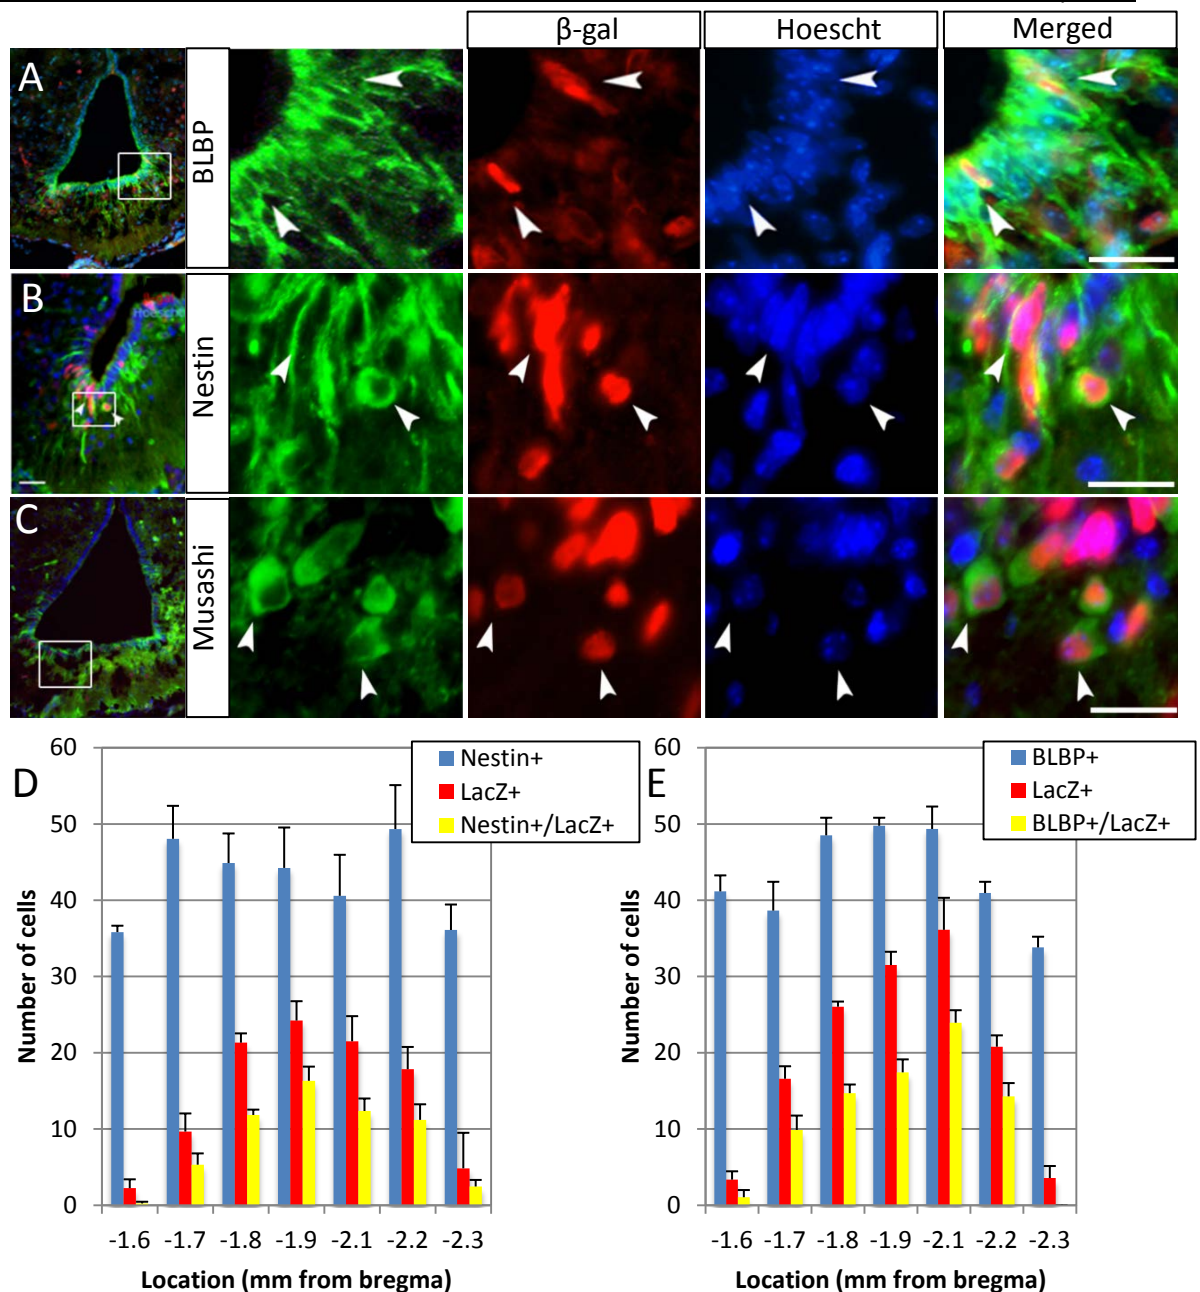 β-gal Hoescht Merged
A BLBP
B Hoescht Nestin
C Musashi
D
60
50
40
30
20
10
0
Number of cells
Nestin+
LacZ+
Nestin+/LacZ+
-1.6 -1.7 -1.8 -1.9 -2.1 -2.2 -2.3
Location (mm from bregma)
E
60
50
40
30
20
10
0
Number of cells
BLBP+
LacZ+
BLBP+/LacZ+
-1.6 -1.7 -1.8 -1.9 -2.1 -2.2 -2.3
Location (mm from bregma)